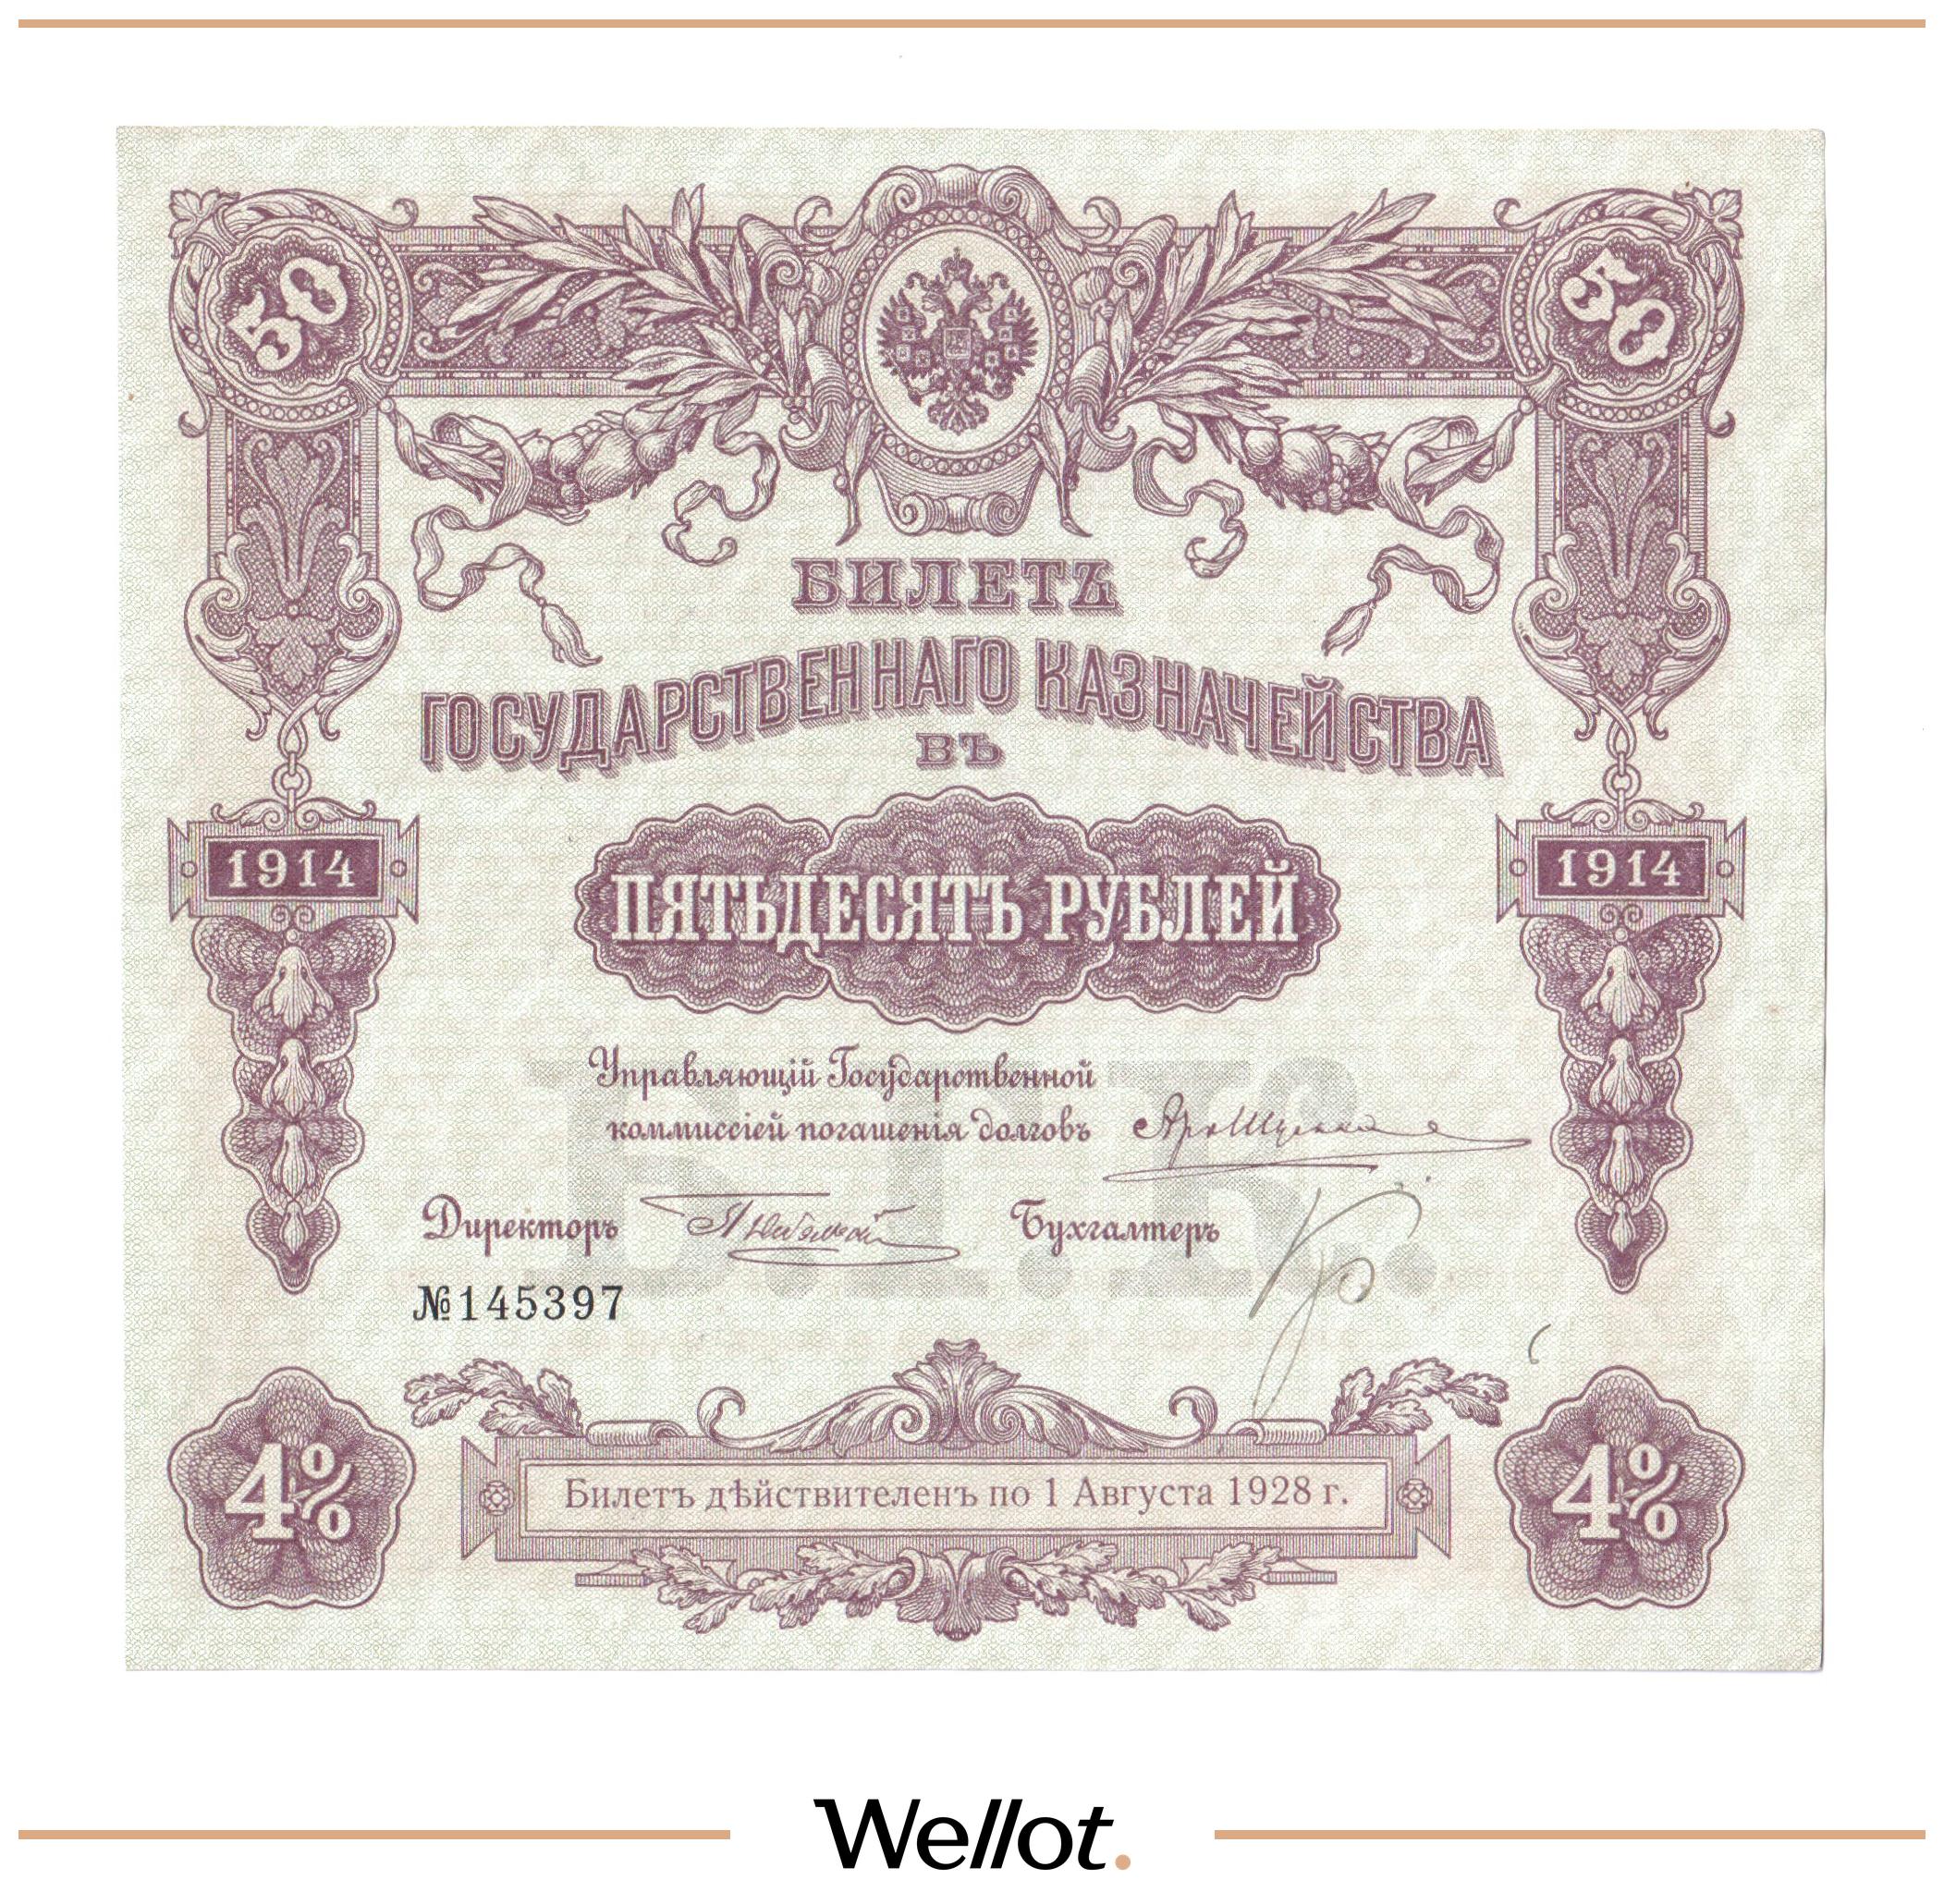 50 50
БИЛЕТЪ
ГОСУДАРСТВЕННАГО КАЗНАЧЕЙСТВА
ВЪ
1914 1914
ПЯТЬДЕСЯТЪ РУБЛЕЙ
Управляющій Государственной
коммиссіей погашенія долговъ
Директоръ Бухгалтеръ
Б.Г.К.
№145397
4% 4%
Билетъ дѣйствителенъ по 1 Августа 1928 г.
Wellot.